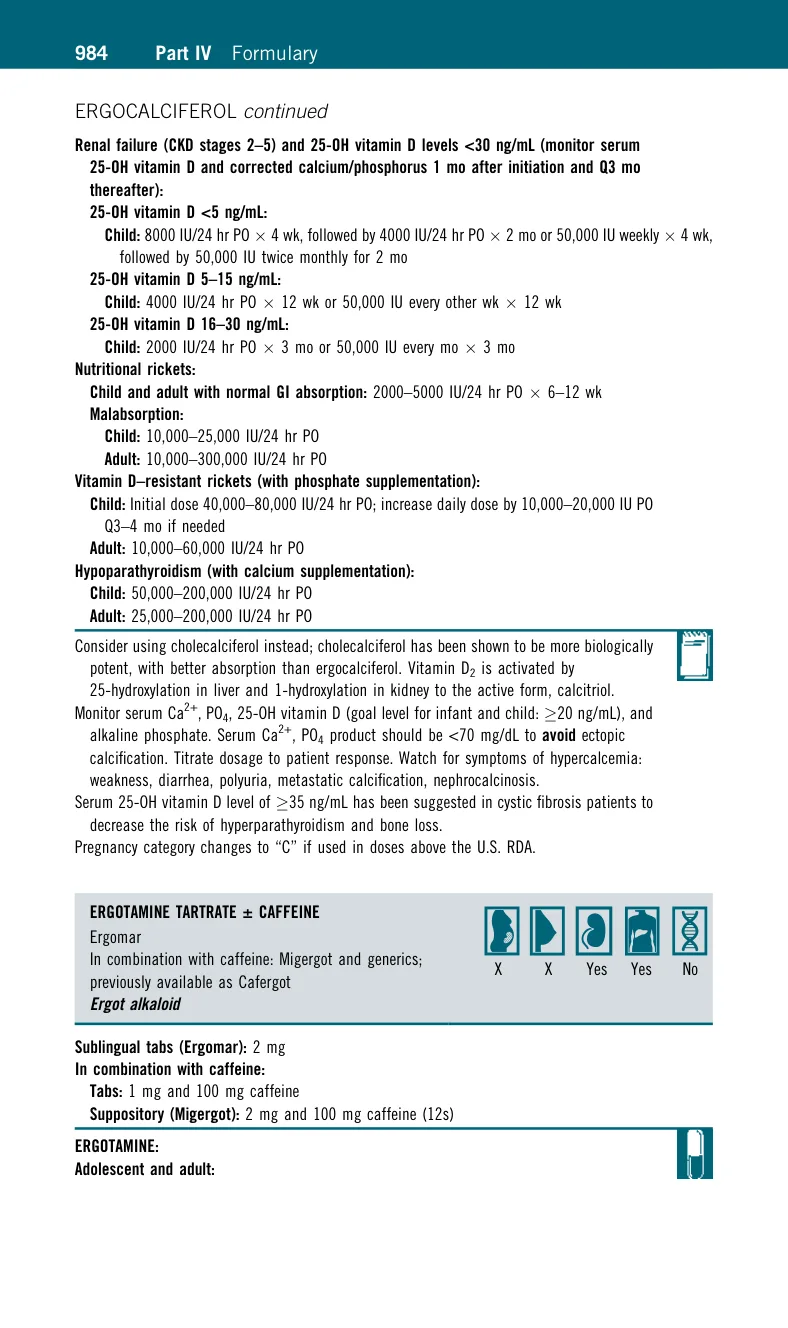 984 Part IV Formulary
ERGOCALCIFEROL continued
Renal failure (CKD stages 2–5) and 25-OH vitamin D levels <30 ng/mL (monitor serum
25-OH vitamin D and corrected calcium/phosphorus 1 mo after initiation and Q3 mo
thereafter):
25-OH vitamin D <5 ng/mL:
Child: 8000 IU/24 hr PO × 4 wk, followed by 4000 IU/24 hr PO × 2 mo or 50,000 IU weekly × 4 wk,
followed by 50,000 IU twice monthly for 2 mo
25-OH vitamin D 5–15 ng/mL:
Child: 4000 IU/24 hr PO × 12 wk or 50,000 IU every other wk × 12 wk
25-OH vitamin D 16–30 ng/mL:
Child: 2000 IU/24 hr PO × 3 mo or 50,000 IU every mo × 3 mo
Nutritional rickets:
Child and adult with normal GI absorption: 2000–5000 IU/24 hr PO × 6–12 wk
Malabsorption:
Child: 10,000–25,000 IU/24 hr PO
Adult: 10,000–300,000 IU/24 hr PO
Vitamin D–resistant rickets (with phosphate supplementation):
Child: Initial dose 40,000–80,000 IU/24 hr PO; increase daily dose by 10,000–20,000 IU PO
Q3–4 mo if needed
Adult: 10,000–60,000 IU/24 hr PO
Hypoparathyroidism (with calcium supplementation):
Child: 50,000–200,000 IU/24 hr PO
Adult: 25,000–200,000 IU/24 hr PO
Consider using cholecalciferol instead; cholecalciferol has been shown to be more biologically
potent, with better absorption than ergocalciferol. Vitamin D₂ is activated by
25-hydroxylation in liver and 1-hydroxylation in kidney to the active form, calcitriol.
Monitor serum Ca²⁺, PO₄, 25-OH vitamin D (goal level for infant and child: ≥20 ng/mL), and
alkaline phosphate. Serum Ca²⁺, PO₄ product should be <70 mg/dL to avoid ectopic
calcification. Titrate dosage to patient response. Watch for symptoms of hypercalcemia:
weakness, diarrhea, polyuria, metastatic calcification, nephrocalcinosis.
Serum 25-OH vitamin D level of ≥35 ng/mL has been suggested in cystic fibrosis patients to
decrease the risk of hyperparathyroidism and bone loss.
Pregnancy category changes to “C” if used in doses above the U.S. RDA.
ERGOTAMINE TARTRATE ± CAFFEINE
Ergomar
In combination with caffeine: Migergot and generics;
previously available as Cafergot
Ergot alkaloid
X X Yes Yes No
Sublingual tabs (Ergomar): 2 mg
In combination with caffeine:
Tabs: 1 mg and 100 mg caffeine
Suppository (Migergot): 2 mg and 100 mg caffeine (12s)
ERGOTAMINE:
Adolescent and adult: